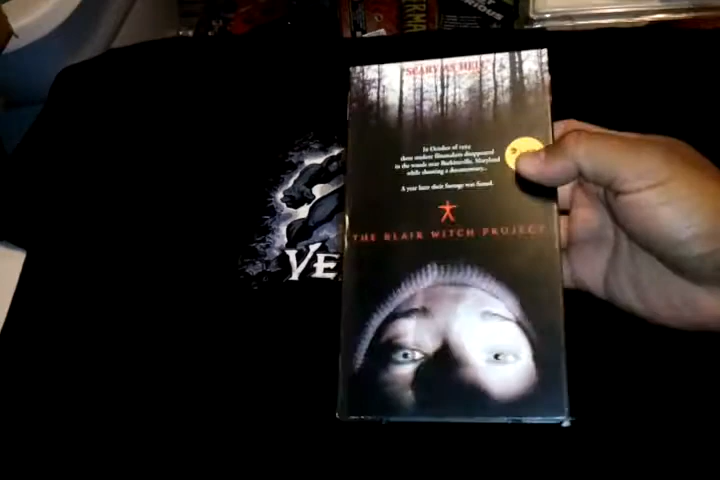 "SCARY AS HELL"
In October of 1994
three student filmmakers disappeared
in the woods near Burkittsville, Maryland
while shooting a documentary...
A year later their footage was found.
THE BLAIR WITCH PROJECT
VE